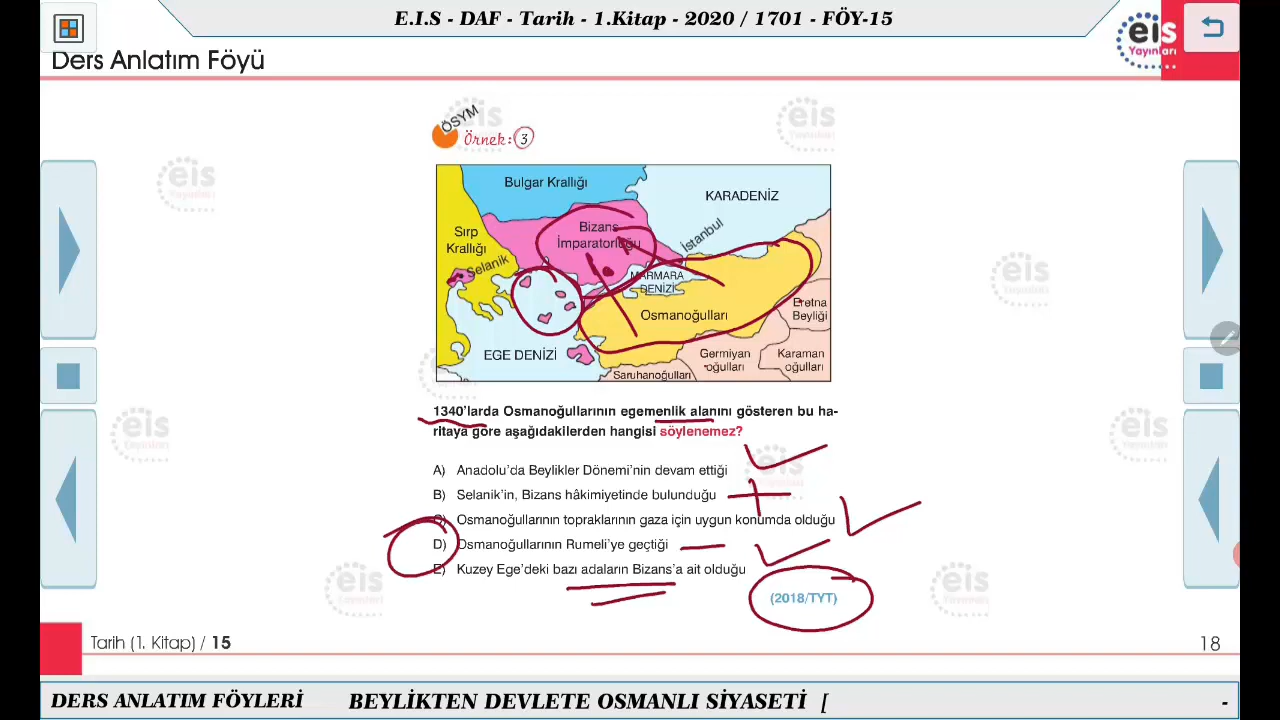 E.I.S - DAF - Tarih - 1.Kitap - 2020 / 1701 - FÖY-15
eis
Yayınları
Ders Anlatım Föyü
ÖSYM
Örnek: 3
Bulgar Krallığı
KARADENİZ
Bizans
İmparatorluğu
Sırp
Krallığı
İstanbul
Selanik
MARMARA
DENİZİ
Osmanoğulları
Eretna
Beyliği
EGE DENİZİ
Germiyan
oğulları
Karaman
oğulları
Saruhanoğulları
1340'larda Osmanoğullarının egemenlik alanını gösteren bu ha-
ritaya göre aşağıdakilerden hangisi söylenemez?
A) Anadolu'da Beylikler Dönemi'nin devam ettiği
B) Selanik'in, Bizans hâkimiyetinde bulunduğu
C) Osmanoğullarının topraklarının gaza için uygun konumda olduğu
D) Osmanoğullarının Rumeli'ye geçtiği
E) Kuzey Ege'deki bazı adaların Bizans'a ait olduğu
(2018/TYT)
Tarih (1. Kitap) / 15
18
DERS ANLATIM FÖYLERİ BEYLİKTEN DEVLETE OSMANLI SİYASETİ [ -